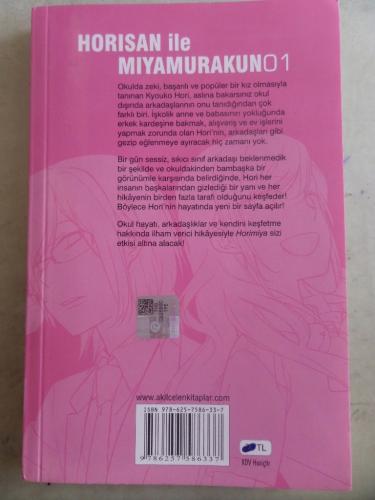 HORISAN ile
MIYAMURAKUN01
Okulda zeki, başarılı ve popüler bir kız olmasıyla
tanınan Kyouko Hori, aslına bakarsınız okul
dışında arkadaşlarının onu tanıdığından çok
farklı biri. İşkolik anne ve babasının yokluğunda
erkek kardeşine bakmak, alışveriş ve ev işlerini
yapmak zorunda olan Hori'nin, arkadaşları gibi
gezip eğlenmeye ayıracak hiç zamanı yok.
Bir gün sessiz, sıkıcı sınıf arkadaşı beklenmedik
bir şekilde ve okuldakinden bambaşka bir
görünümle karşısında belirdiğinde, Hori her
insanın başkalarından gizlediği bir yanı ve her
hikâyenin birden fazla tarafı olduğunu keşfeder!
Böylece Hori'nin hayatında yeni bir sayfa açılır!
Okul hayatı, arkadaşlıklar ve kendini keşfetme
hakkında ilham verici hikâyesiyle Horimiya sizi
etkisi altına alacak!
www.akilcelenkitaplar.com
ISBN 978-625-7586-33-7
9 786257 586337
TL
KDV Hariçtir